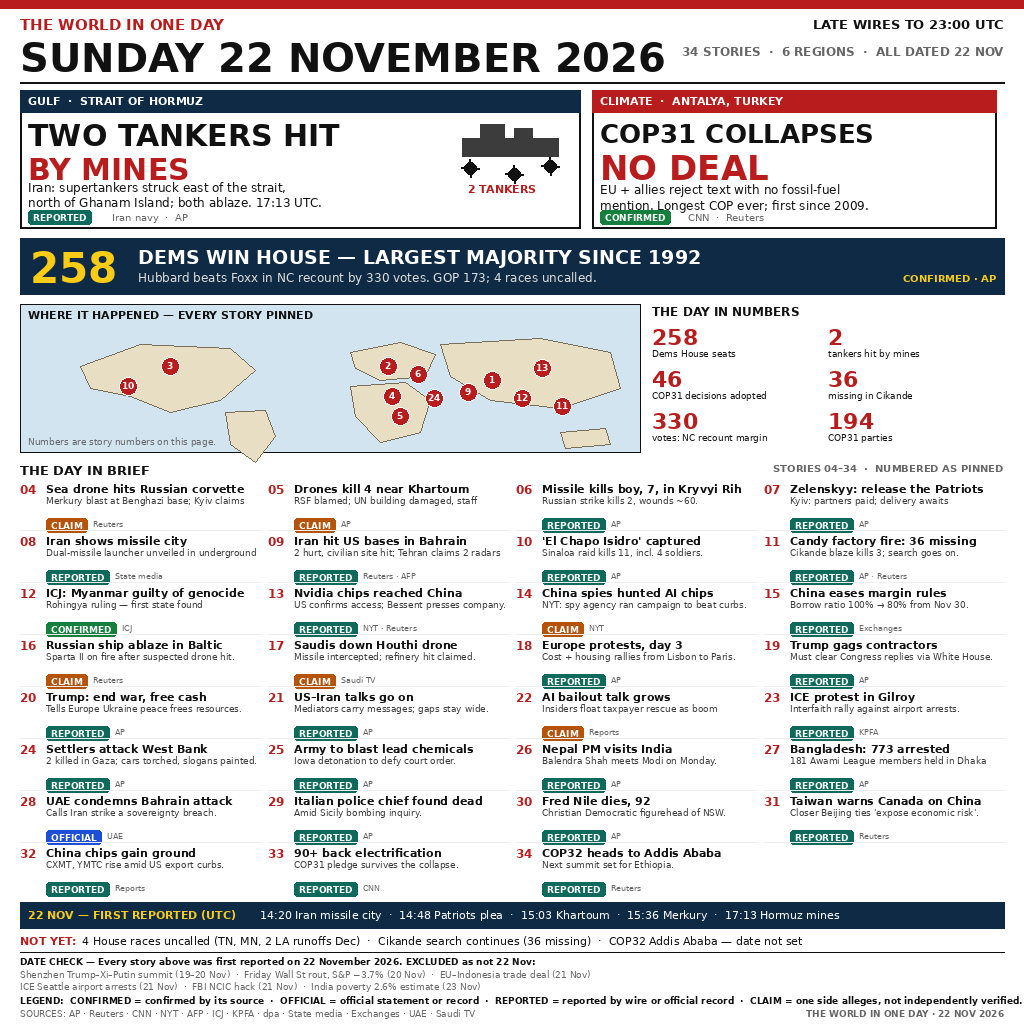 THE WORLD IN ONE DAY
LATE WIRES TO 23:00 UTC
SUNDAY 22 NOVEMBER 2026
34 STORIES · 6 REGIONS · ALL DATED 22 NOV
GULF · STRAIT OF HORMUZ
TWO TANKERS HIT
BY MINES
2 TANKERS
Iran: supertankers struck east of the strait,
north of Ghanam Island; both ablaze. 17:13 UTC.
REPORTED Iran navy · AP
CLIMATE · ANTALYA, TURKEY
COP31 COLLAPSES
NO DEAL
EU + allies reject text with no fossil-fuel
mention. Longest COP ever; first since 2009.
CONFIRMED CNN · Reuters
258
DEMS WIN HOUSE — LARGEST MAJORITY SINCE 1992
Hubbard beats Foxx in NC recount by 330 votes. GOP 173; 4 races uncalled.
CONFIRMED · AP
WHERE IT HAPPENED — EVERY STORY PINNED
3
10
2
6
4
5
24
9
1
13
12
11
Numbers are story numbers on this page.
THE DAY IN NUMBERS
258
Dems House seats
2
tankers hit by mines
46
COP31 decisions adopted
36
missing in Cikande
330
votes: NC recount margin
194
COP31 parties
THE DAY IN BRIEF
STORIES 04–34 · NUMBERED AS PINNED
04 Sea drone hits Russian corvette
Merkury blast at Benghazi base; Kyiv claims
CLAIM Reuters
05 Drones kill 4 near Khartoum
RSF blamed; UN building damaged, staff
CLAIM AP
06 Missile kills boy, 7, in Kryvyi Rih
Russian strike kills 2, wounds ~60.
REPORTED AP
07 Zelenskyy: release the Patriots
Kyiv: partners paid; delivery awaits
REPORTED AP
08 Iran shows missile city
Dual-missile launcher unveiled in underground
REPORTED State media
09 Iran hit US bases in Bahrain
2 hurt, civilian site hit; Tehran claims 2 radars
REPORTED Reuters · AFP
10 'El Chapo Isidro' captured
Sinaloa raid kills 11, incl. 4 soldiers.
REPORTED AP
11 Candy factory fire: 36 missing
Cikande blaze kills 3; search goes on.
REPORTED AP · Reuters
12 ICJ: Myanmar guilty of genocide
Rohingya ruling — first state found
CONFIRMED ICJ
13 Nvidia chips reached China
US confirms access; Bessent presses company.
REPORTED NYT · Reuters
14 China spies hunted AI chips
NYT: spy agency ran campaign to beat curbs.
CLAIM NYT
15 China eases margin rules
Borrow ratio 100% → 80% from Nov 30.
REPORTED Exchanges
16 Russian ship ablaze in Baltic
Sparta II on fire after suspected drone hit.
CLAIM Reuters
17 Saudis down Houthi drone
Missile intercepted; refinery hit claimed.
CLAIM Saudi TV
18 Europe protests, day 3
Cost + housing rallies from Lisbon to Paris.
REPORTED AP
19 Trump gags contractors
Must clear Congress replies via White House.
REPORTED AP
20 Trump: end war, free cash
Tells Europe Ukraine peace frees resources.
REPORTED AP
21 US–Iran talks go on
Mediators carry messages; gaps stay wide.
REPORTED AP
22 AI bailout talk grows
Insiders float taxpayer rescue as boom
CLAIM Reports
23 ICE protest in Gilroy
Interfaith rally against airport arrests.
REPORTED KPFA
24 Settlers attack West Bank
2 killed in Gaza; cars torched, slogans painted.
REPORTED AP
25 Army to blast lead chemicals
Iowa detonation to defy court order.
REPORTED AP
26 Nepal PM visits India
Balendra Shah meets Modi on Monday.
REPORTED AP
27 Bangladesh: 773 arrested
181 Awami League members held in Dhaka
REPORTED AP
28 UAE condemns Bahrain attack
Calls Iran strike a sovereignty breach.
OFFICIAL UAE
29 Italian police chief found dead
Amid Sicily bombing inquiry.
REPORTED AP
30 Fred Nile dies, 92
Christian Democratic figurehead of NSW.
REPORTED AP
31 Taiwan warns Canada on China
Closer Beijing ties 'expose economic risk'.
REPORTED Reuters
32 China chips gain ground
CXMT, YMTC rise amid US export curbs.
REPORTED Reports
33 90+ back electrification
COP31 pledge survives the collapse.
REPORTED CNN
34 COP32 heads to Addis Ababa
Next summit set for Ethiopia.
REPORTED Reuters
22 NOV — FIRST REPORTED (UTC) 14:20 Iran missile city · 14:48 Patriots plea · 15:03 Khartoum · 15:36 Merkury · 17:13 Hormuz mines
NOT YET: 4 House races uncalled (TN, MN, 2 LA runoffs Dec) · Cikande search continues (36 missing) · COP32 Addis Ababa — date not set
DATE CHECK — Every story above was first reported on 22 November 2026. EXCLUDED as not 22 Nov:
Shenzhen Trump–Xi–Putin summit (19–20 Nov) · Friday Wall St rout, S&P −3.7% (20 Nov) · EU–Indonesia trade deal (21 Nov)
ICE Seattle airport arrests (21 Nov) · FBI NCIC hack (21 Nov) · India poverty 2.6% estimate (23 Nov)
LEGEND: CONFIRMED = confirmed by its source · OFFICIAL = official statement or record · REPORTED = reported by wire or official record · CLAIM = one side alleges, not independently verified.
SOURCES: AP · Reuters · CNN · NYT · AFP · ICJ · KPFA · dpa · State media · Exchanges · UAE · Saudi TV
THE WORLD IN ONE DAY · 22 NOV 2026